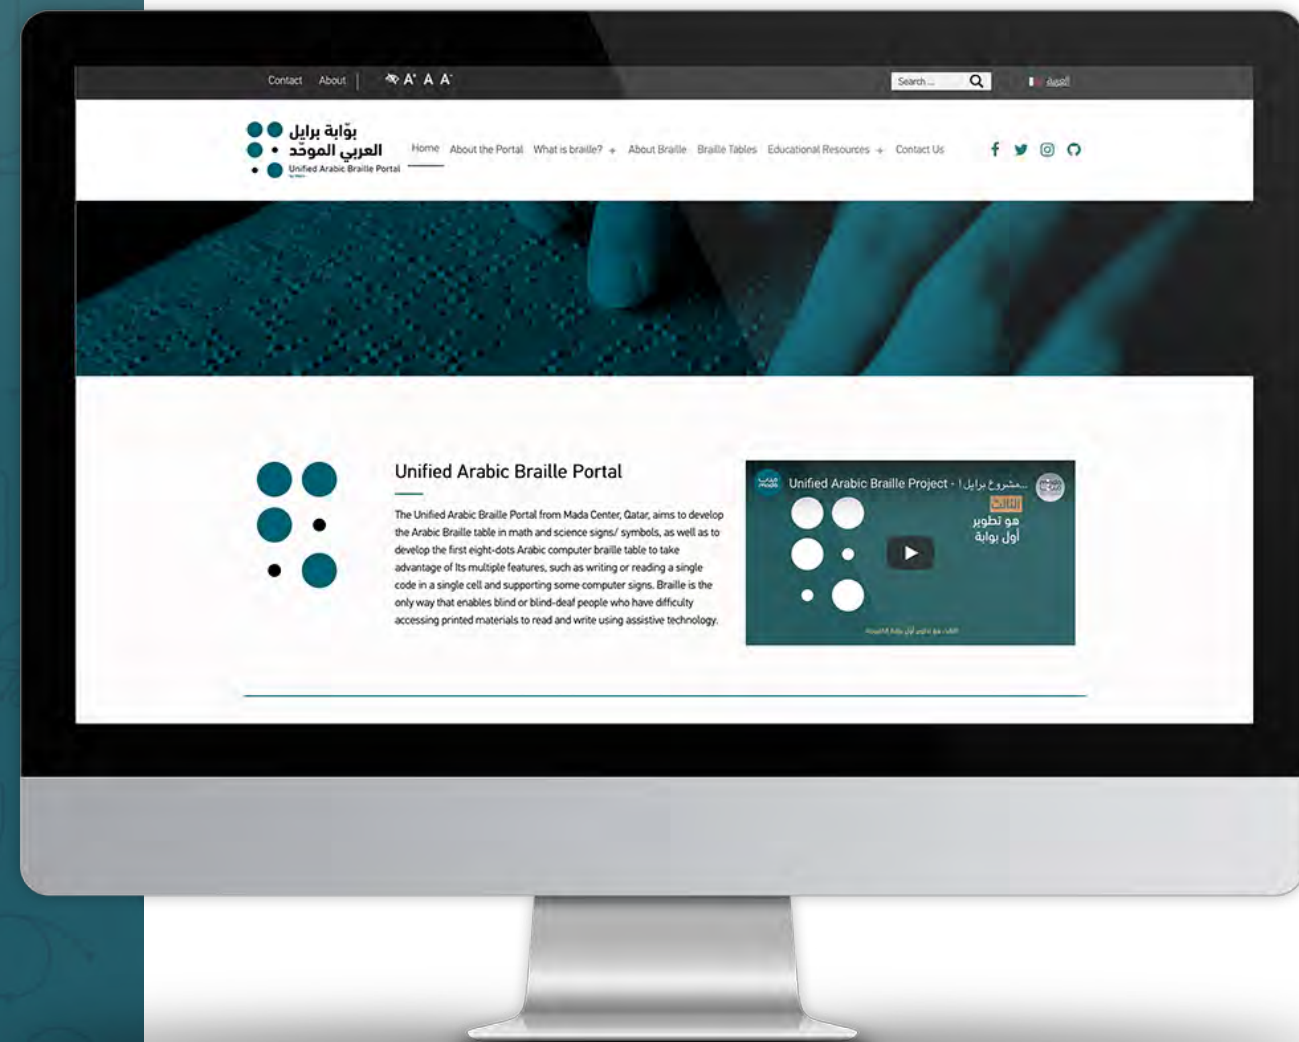 Contact About A+ A A-
Search ...
العربية
بوّابة برايل
العربي الموحّد
Unified Arabic Braille Portal
Home About the Portal What is braille? + About Braille Braille Tables Educational Resources + Contact Us
Unified Arabic Braille Portal
The Unified Arabic Braille Portal from Mada Center, Qatar, aims to develop
the Arabic Braille table in math and science signs/ symbols, as well as to
develop the first eight-dots Arabic computer braille table to take
advantage of Its multiple features, such as writing or reading a single
code in a single cell and supporting some computer signs. Braille is the
only way that enables blind or blind-deaf people who have difficulty
accessing printed materials to read and write using assistive technology.
مدى
mada
Unified Arabic Braille Project - مشروع برايل ا...
الثالث
هو تطوير
أول بوابة